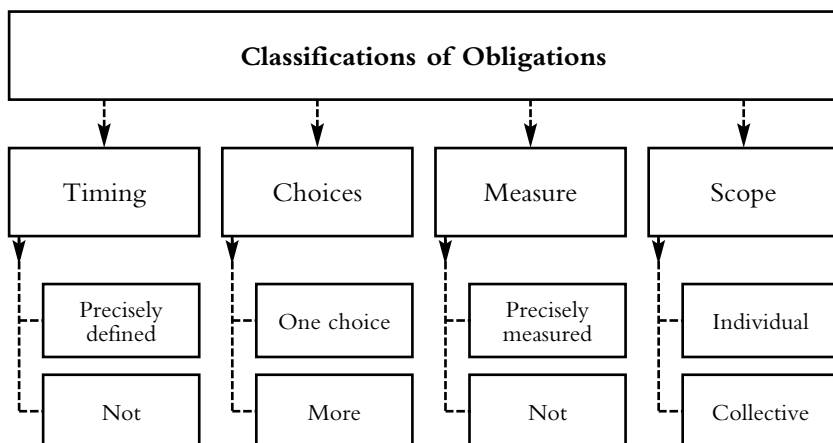 Classifications of Obligations
Timing
Choices
Measure
Scope
Precisely
defined
One choice
Precisely
measured
Individual
Not
More
Not
Collective